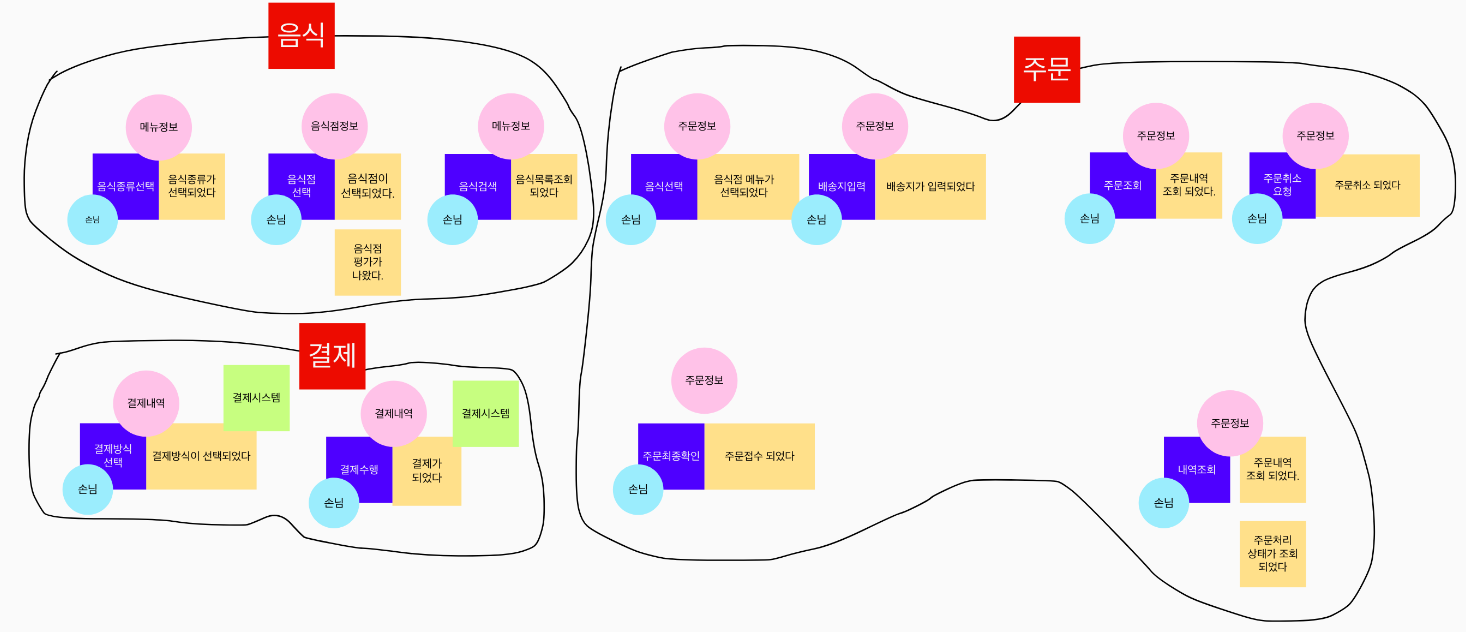 음식
메뉴정보
음식종류선택
음식종류가
선택되었다
손님
음식점정보
음식점
선택
음식점이
선택되었다.
손님
음식점
평가가
나왔다.
메뉴정보
음식검색
음식목록조회
되었다
손님
주문
주문정보
음식선택
음식점 메뉴가
선택되었다
손님
주문정보
배송지입력
배송지가 입력되었다
손님
주문정보
주문조회
주문내역
조회 되었다.
손님
주문정보
주문취소
요청
주문취소 되었다
손님
결제
결제내역
결제시스템
결제방식
선택
결제방식이 선택되었다
손님
결제내역
결제시스템
결제수행
결제가
되었다
손님
주문정보
주문최종확인
주문접수 되었다
손님
주문정보
내역조회
주문내역
조회 되었다.
손님
주문처리
상태가 조회
되었다